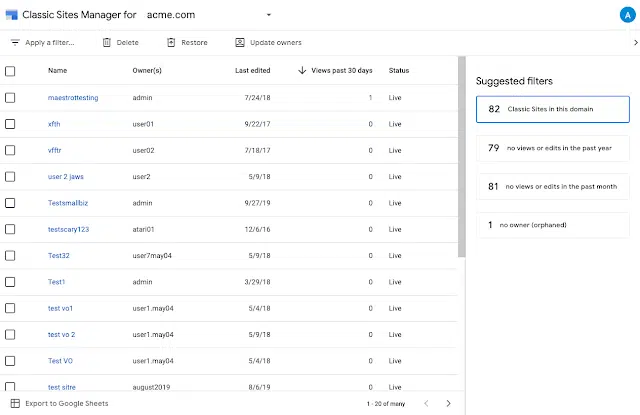 Classic Sites Manager for acme.com
A
Apply a filter... Delete Restore Update owners
Name Owner(s) Last edited Views past 30 days Status
maestrottesting admin 7/24/18 1 Live
xfth user01 9/22/17 0 Live
vfftr user02 7/18/17 0 Live
user 2 jaws user2 5/9/18 0 Live
Testsmallbiz admin 9/27/19 0 Live
testscary123 atari01 12/6/16 0 Live
Test32 user7may04 5/9/18 0 Live
Test1 admin 3/29/18 0 Live
test vo1 user1.may04 5/4/18 0 Live
test vo 2 user1.may04 5/9/18 0 Live
Test VO user1.may04 5/4/18 0 Live
test sitre august2019 8/6/19 0 Live
Export to Google Sheets 1 - 20 of many
Suggested filters
82 Classic Sites in this domain
79 no views or edits in the past year
81 no views or edits in the past month
1 no owner (orphaned)